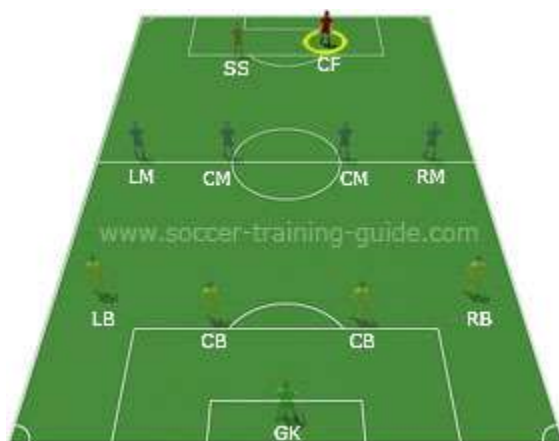 SS CF
LM CM CM RM
www.soccer-training-guide.com
LB CB CB RB
GK